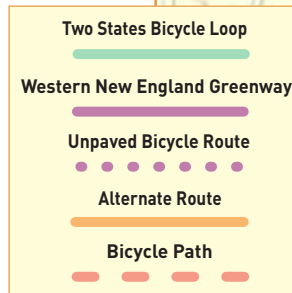 Two States Bicycle Loop
Western New England Greenway
Unpaved Bicycle Route
Alternate Route
Bicycle Path